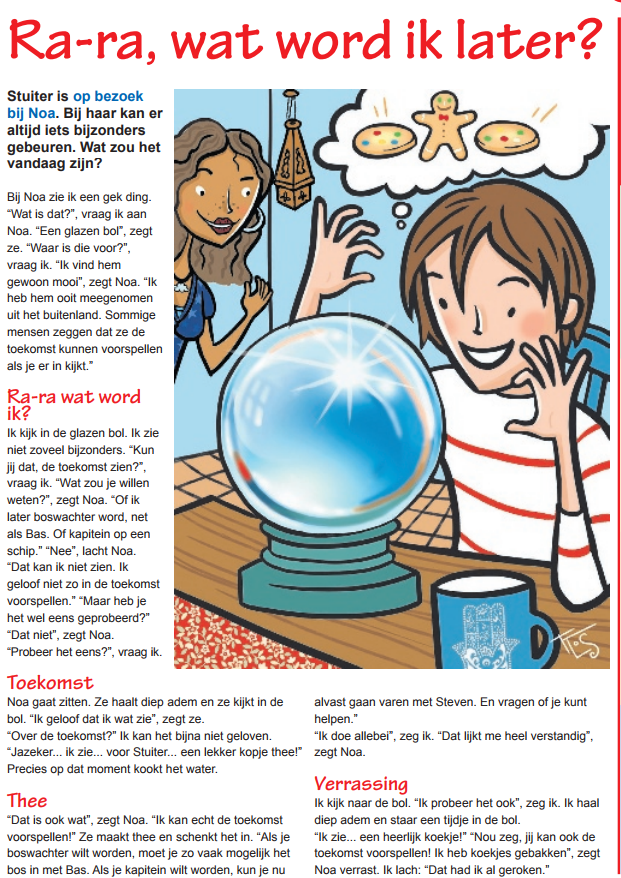 Ra-ra, wat word ik later?
Stuiter is op bezoek
bij Noa. Bij haar kan er
altijd iets bijzonders
gebeuren. Wat zou het
vandaag zijn?
Bij Noa zie ik een gek ding.
“Wat is dat?”, vraag ik aan
Noa. “Een glazen bol”, zegt
ze. “Waar is die voor?”,
vraag ik. “Ik vind hem
gewoon mooi”, zegt Noa. “Ik
heb hem ooit meegenomen
uit het buitenland. Sommige
mensen zeggen dat ze de
toekomst kunnen voorspellen
als je er in kijkt.”
Ra-ra wat word
ik?
Ik kijk in de glazen bol. Ik zie
niet zoveel bijzonders. “Kun
jij dat, de toekomst zien?”,
vraag ik. “Wat zou je willen
weten?”, zegt Noa. “Of ik
later boswachter word, net
als Bas. Of kapitein op een
schip.” “Nee”, lacht Noa.
“Dat kan ik niet zien. Ik
geloof niet zo in de toekomst
voorspellen.” “Maar heb je
het wel eens geprobeerd?”
“Dat niet”, zegt Noa.
“Probeer het eens?”, vraag ik.
Toekomst
Noa gaat zitten. Ze haalt diep adem en ze kijkt in de
bol. “Ik geloof dat ik wat zie”, zegt ze.
“Over de toekomst?” Ik kan het bijna niet geloven.
“Jazeker... ik zie... voor Stuiter... een lekker kopje thee!”
Precies op dat moment kookt het water.
Thee
“Dat is ook wat”, zegt Noa. “Ik kan echt de toekomst
voorspellen!” Ze maakt thee en schenkt het in. “Als je
boswachter wilt worden, moet je zo vaak mogelijk het
bos in met Bas. Als je kapitein wilt worden, kun je nu
alvast gaan varen met Steven. En vragen of je kunt
helpen.”
“Ik doe allebei”, zeg ik. “Dat lijkt me heel verstandig”,
zegt Noa.
Verrassing
Ik kijk naar de bol. “Ik probeer het ook”, zeg ik. Ik haal
diep adem en staar een tijdje in de bol.
“Ik zie... een heerlijk koekje!” “Nou zeg, jij kan ook de
toekomst voorspellen! Ik heb koekjes gebakken”, zegt
Noa verrast. Ik lach: “Dat had ik al geroken.”